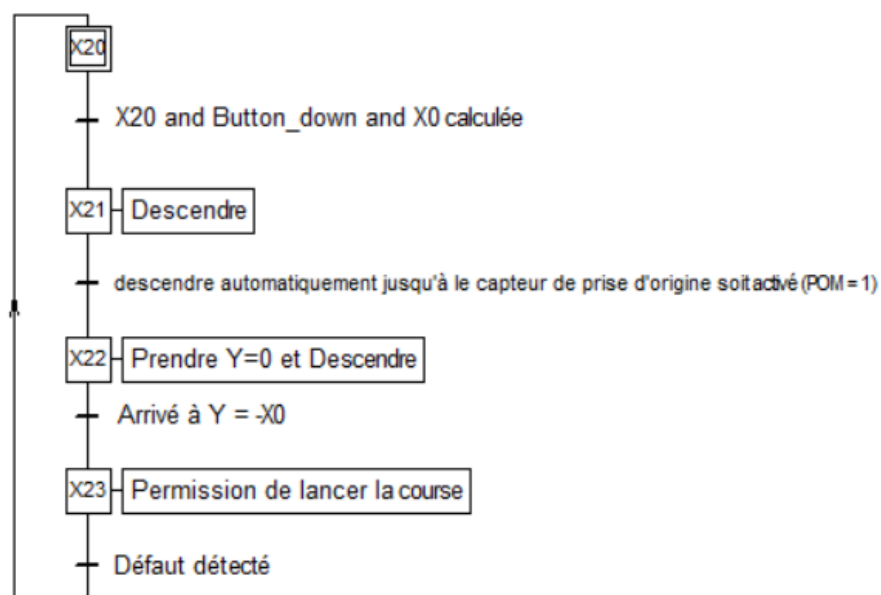 X20
X20 and Button_down and X0 calculée
X21 Descendre
descendre automatiquement jusqu'à le capteur de prise d'origine soit activé (POM = 1)
X22 Prendre Y=0 et Descendre
Arrivé à Y = -X0
X23 Permission de lancer la course
Défaut détecté